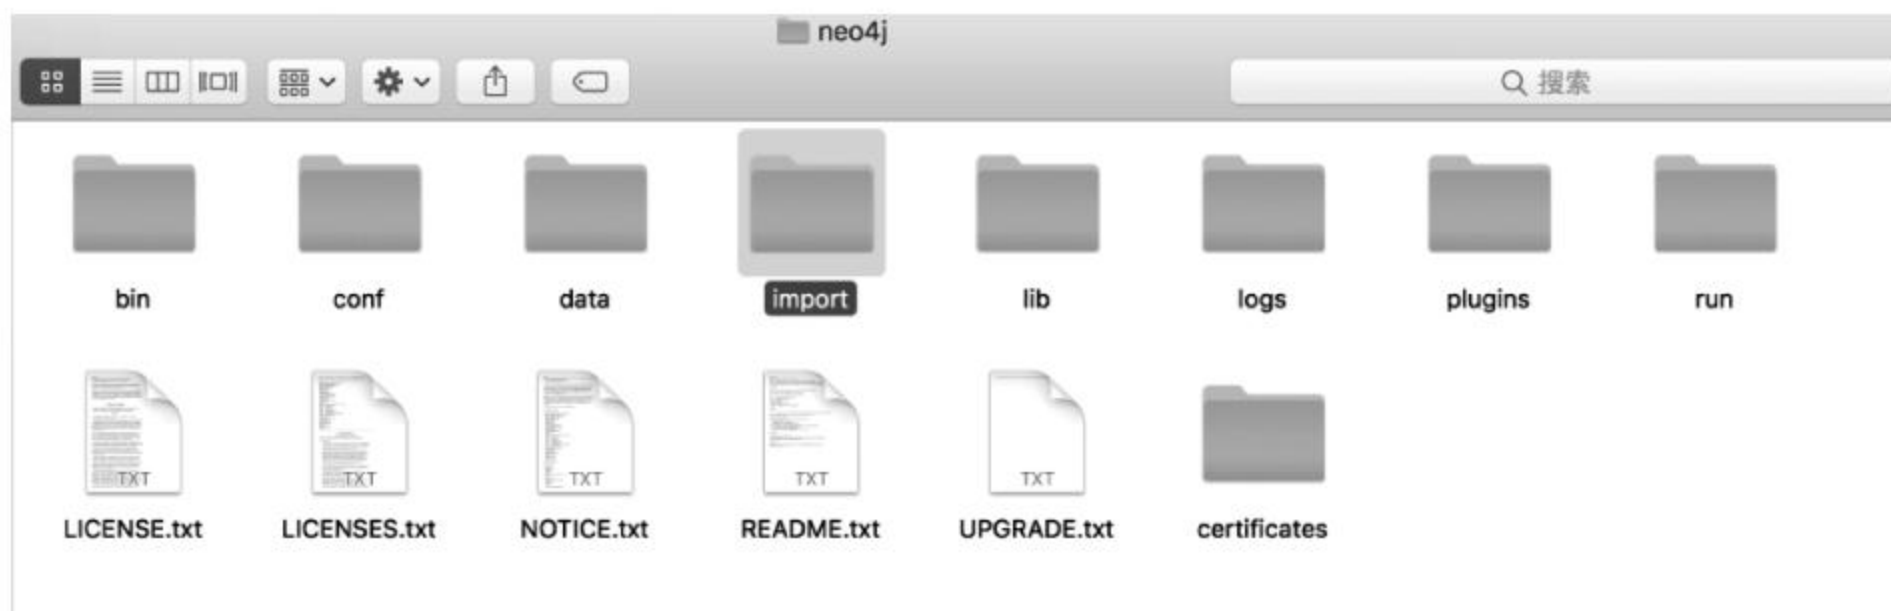 neo4j
搜索
bin conf data import lib logs plugins run
TXT TXT TXT TXT TXT
LICENSE.txt LICENSES.txt NOTICE.txt README.txt UPGRADE.txt certificates